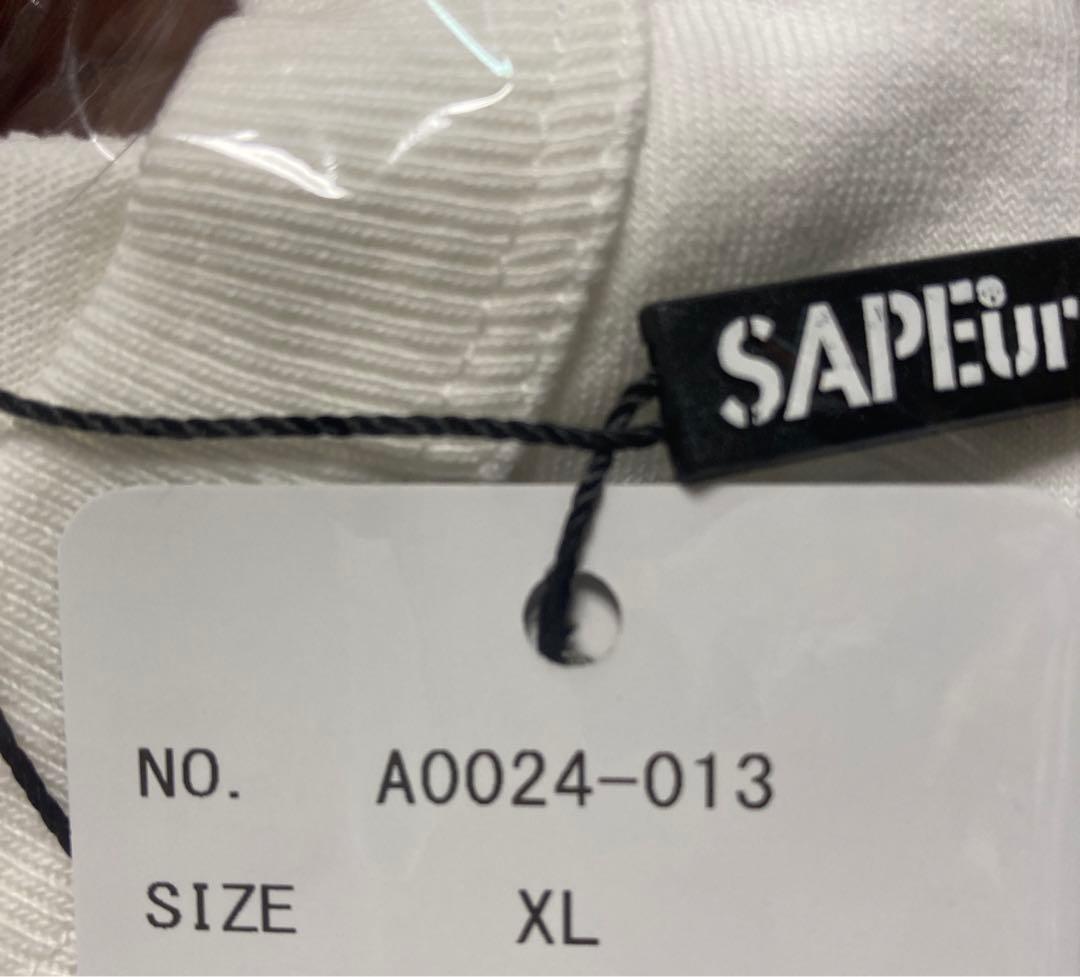 SAPEur
NO. A0024-013
SIZE XL